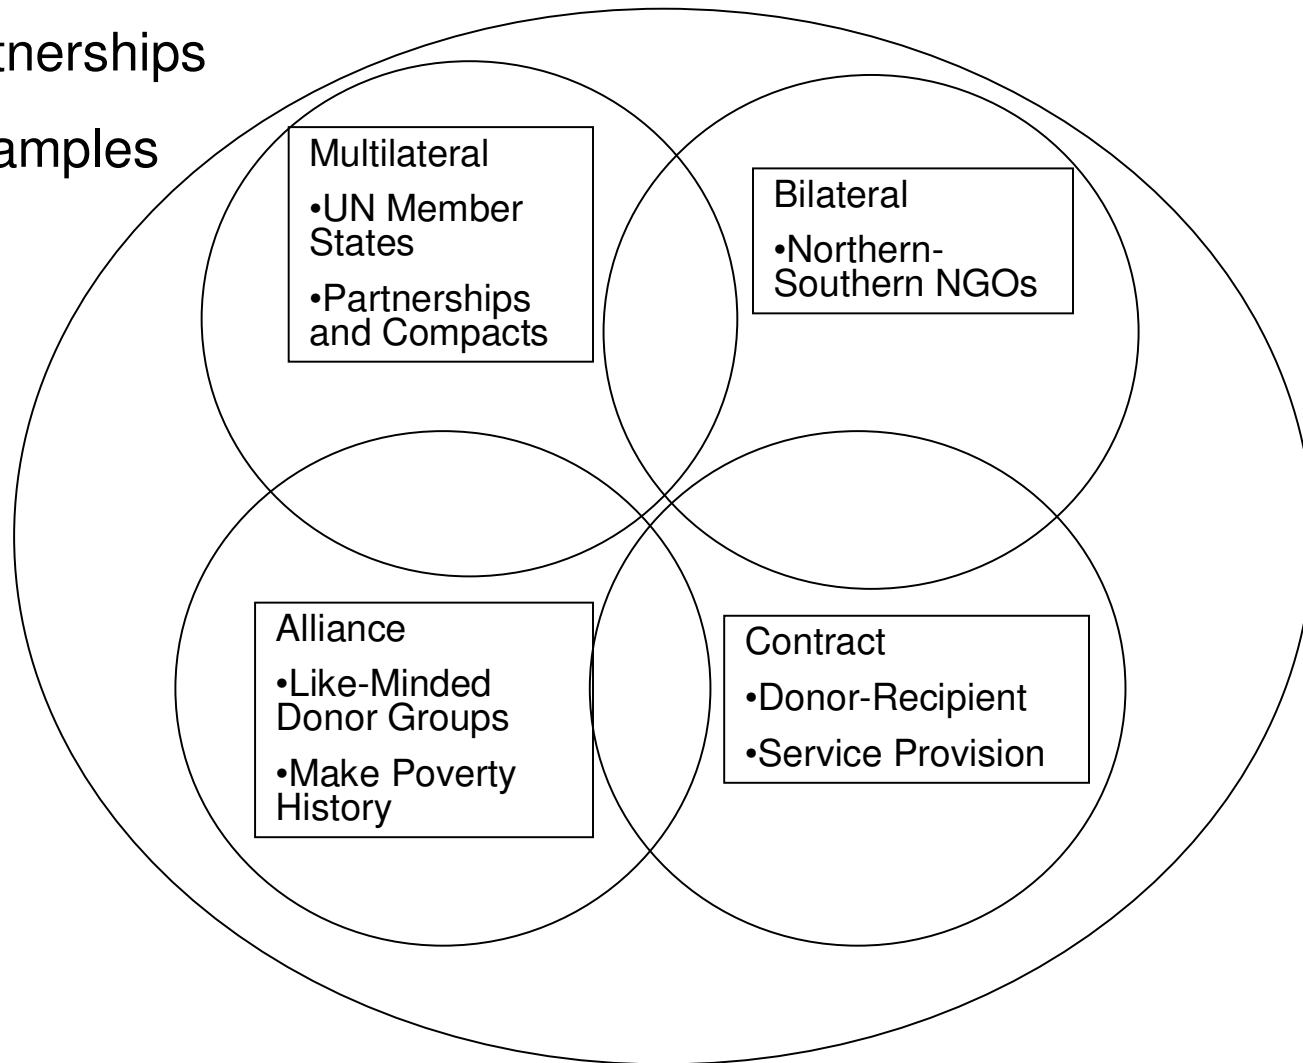 tnerships
amples
Multilateral
•UN Member
States
•Partnerships
and Compacts
Bilateral
•Northern-
Southern NGOs
Alliance
•Like-Minded
Donor Groups
•Make Poverty
History
Contract
•Donor-Recipient
•Service Provision